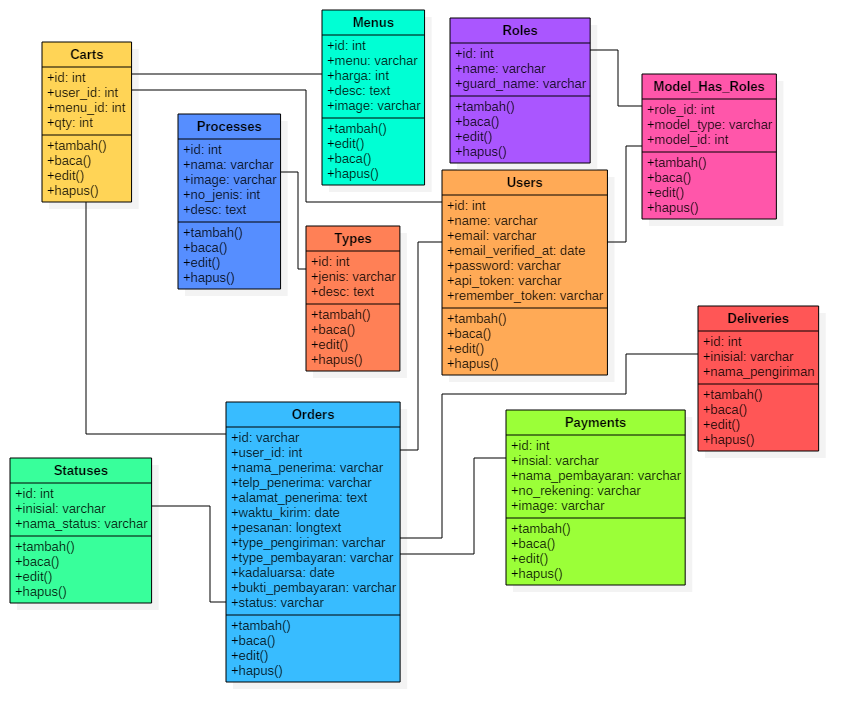 Carts
+id: int
+user_id: int
+menu_id: int
+qty: int
+tambah()
+baca()
+edit()
+hapus()
Menus
+id: int
+menu: varchar
+harga: int
+desc: text
+image: varchar
+tambah()
+edit()
+baca()
+hapus()
Roles
+id: int
+name: varchar
+guard_name: varchar
+tambah()
+baca()
+edit()
+hapus()
Model_Has_Roles
+role_id: int
+model_type: varchar
+model_id: int
+tambah()
+baca()
+edit()
+hapus()
Processes
+id: int
+nama: varchar
+image: varchar
+no_jenis: int
+desc: text
+tambah()
+baca()
+edit()
+hapus()
Types
+id: int
+jenis: varchar
+desc: text
+tambah()
+baca()
+edit()
+hapus()
Users
+id: int
+name: varchar
+email: varchar
+email_verified_at: date
+password: varchar
+api_token: varchar
+remember_token: varchar
+tambah()
+baca()
+edit()
+hapus()
Deliveries
+id: int
+inisial: varchar
+nama_pengiriman
+tambah()
+baca()
+edit()
+hapus()
Orders
+id: varchar
+user_id: int
+nama_penerima: varchar
+telp_penerima: varchar
+alamat_penerima: text
+waktu_kirim: date
+pesanan: longtext
+type_pengiriman: varchar
+type_pembayaran: varchar
+kadaluarsa: date
+bukti_pembayaran: varchar
+status: varchar
+tambah()
+baca()
+edit()
+hapus()
Payments
+id: int
+insial: varchar
+nama_pembayaran: varchar
+no_rekening: varchar
+image: varchar
+tambah()
+baca()
+edit()
+hapus()
Statuses
+id: int
+inisial: varchar
+nama_status: varchar
+tambah()
+baca()
+edit()
+hapus()